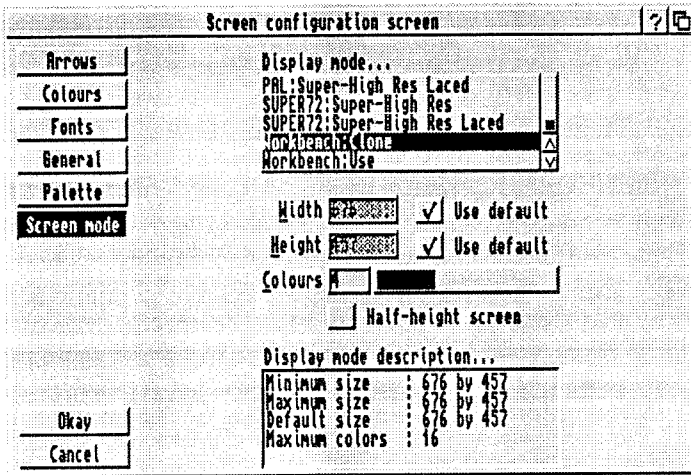 Screen configuration screen
?
Arrows
Colours
Fonts
General
Palette
Screen mode
Okay
Cancel
Display mode...
PAL:Super-High Res Laced
SUPER72:Super-High Res
SUPER72:Super-High Res Laced
Workbench:Clone
Workbench:Use
Width 676 Use default
Height 457 Use default
Colours 4
Half-height screen
Display mode description...
Minimum size : 676 by 457
Maximum size : 676 by 457
Default size : 676 by 457
Maximum colors : 16